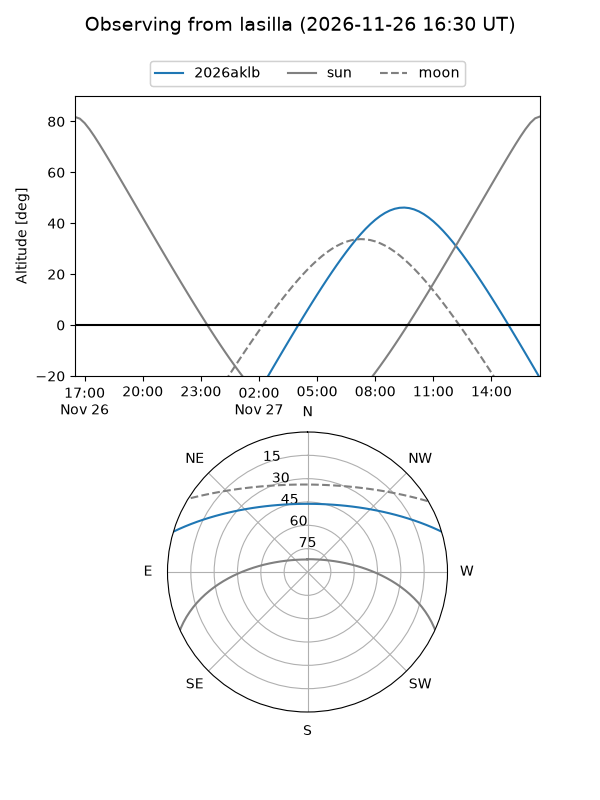 Observing from lasilla (2026-11-26 16:30 UT)
2026aklb sun moon
Altitude [deg]
80
60
40
20
0
−20
17:00 20:00 23:00 02:00 05:00 08:00 11:00 14:00
Nov 26 Nov 27
N
NE NW
15
30
45
60
75
E W
SE SW
S